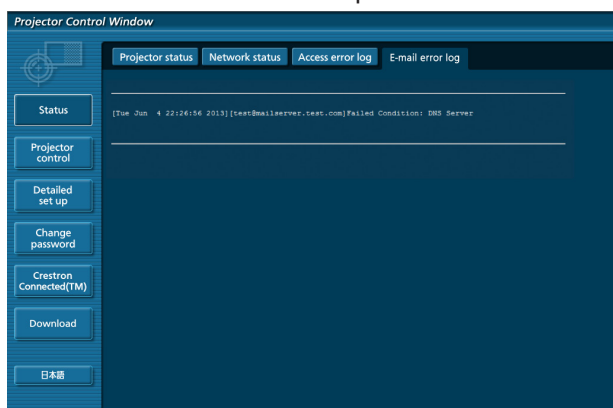 Projector Control Window
Projector status
Network status
Access error log
E-mail error log
[Tue Jun  4 22:26:56 2013][test@mailserver.test.com]Failed Condition: DNS Server
Status
Projector
control
Detailed
set up
Change
password
Crestron
Connected(TM)
Download
日本語